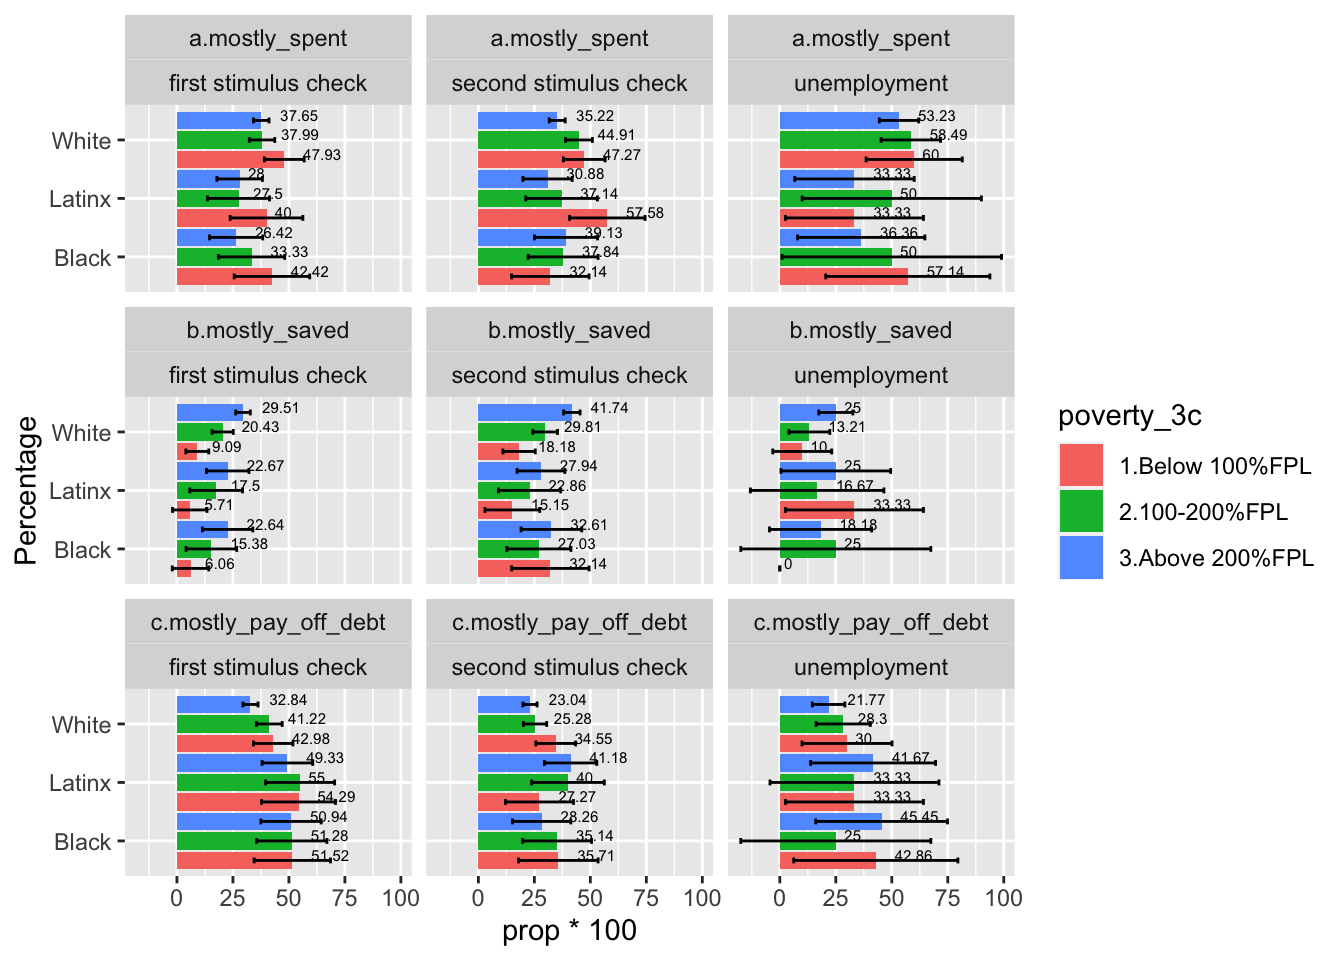 a.mostly_spent
first stimulus check
37.65
White
37.99
47.93
28
Latinx
27.5
40
26.42
Black
33.33
42.42
a.mostly_spent
second stimulus check
35.22
44.91
47.27
30.88
37.14
57.58
39.13
37.84
32.14
a.mostly_spent
unemployment
53.23
58.49
60
33.33
50
33.33
36.36
50
57.14
Percentage
b.mostly_saved
first stimulus check
29.51
White
20.43
9.09
22.67
Latinx
17.5
5.71
22.64
Black
15.38
6.06
b.mostly_saved
second stimulus check
41.74
29.81
18.18
27.94
22.86
15.15
32.61
27.03
32.14
b.mostly_saved
unemployment
25
13.21
10
25
16.67
33.33
18.18
25
0
c.mostly_pay_off_debt
first stimulus check
32.84
White
41.22
42.98
49.33
Latinx
55
54.29
50.94
Black
51.28
51.52
c.mostly_pay_off_debt
second stimulus check
23.04
25.28
34.55
41.18
40
27.27
28.26
35.14
35.71
c.mostly_pay_off_debt
unemployment
21.77
28.3
30
41.67
33.33
33.33
45.45
25
42.86
0 25 50 75 100
0 25 50 75 100
0 25 50 75 100
prop * 100
poverty_3c
1.Below 100%FPL
2.100-200%FPL
3.Above 200%FPL